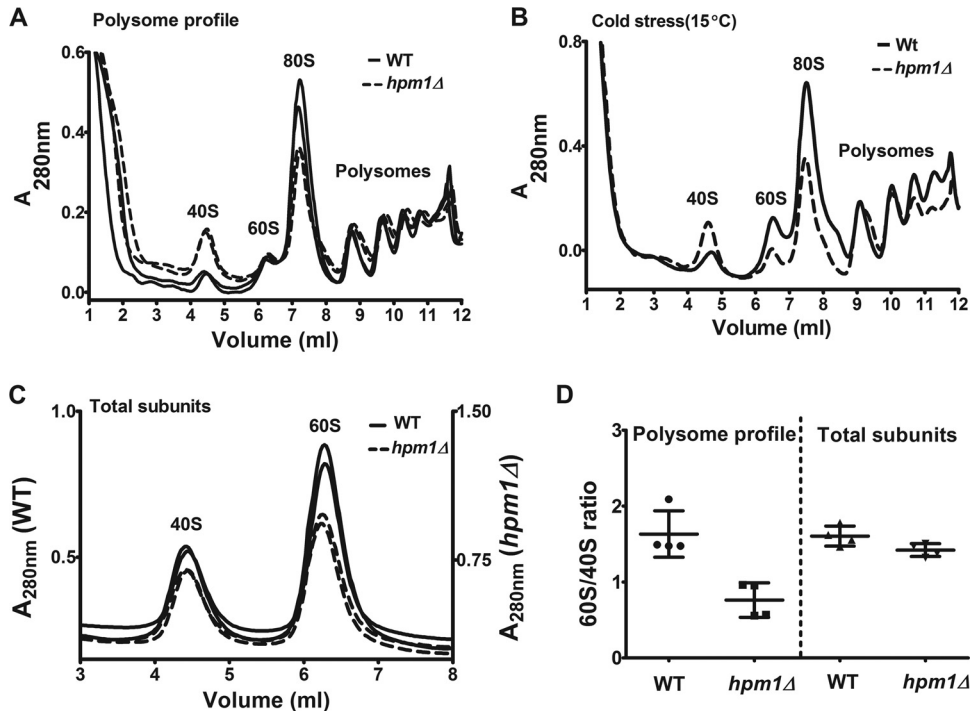 A
Polysome profile
WT
hpm1Δ
0.6
0.4
0.2
0.0
A 280nm
40S
60S
80S
Polysomes
1 2 3 4 5 6 7 8 9 10 11 12
Volume (ml)
B
Cold stress(15°C)
Wt
hpm1Δ
0.8
0.4
0.0
A 280nm
40S
60S
80S
Polysomes
1 2 3 4 5 6 7 8 9 10 11 12
Volume (ml)
C
Total subunits
WT
hpm1Δ
1.0
0.5
A280nm (WT)
40S
60S
1.50
0.75
A280nm (hpm1Δ)
3 4 5 6 7 8
Volume (ml)
D
Polysome profile
Total subunits
3
2
1
0
60S/40S ratio
WT hpm1Δ WT hpm1Δ